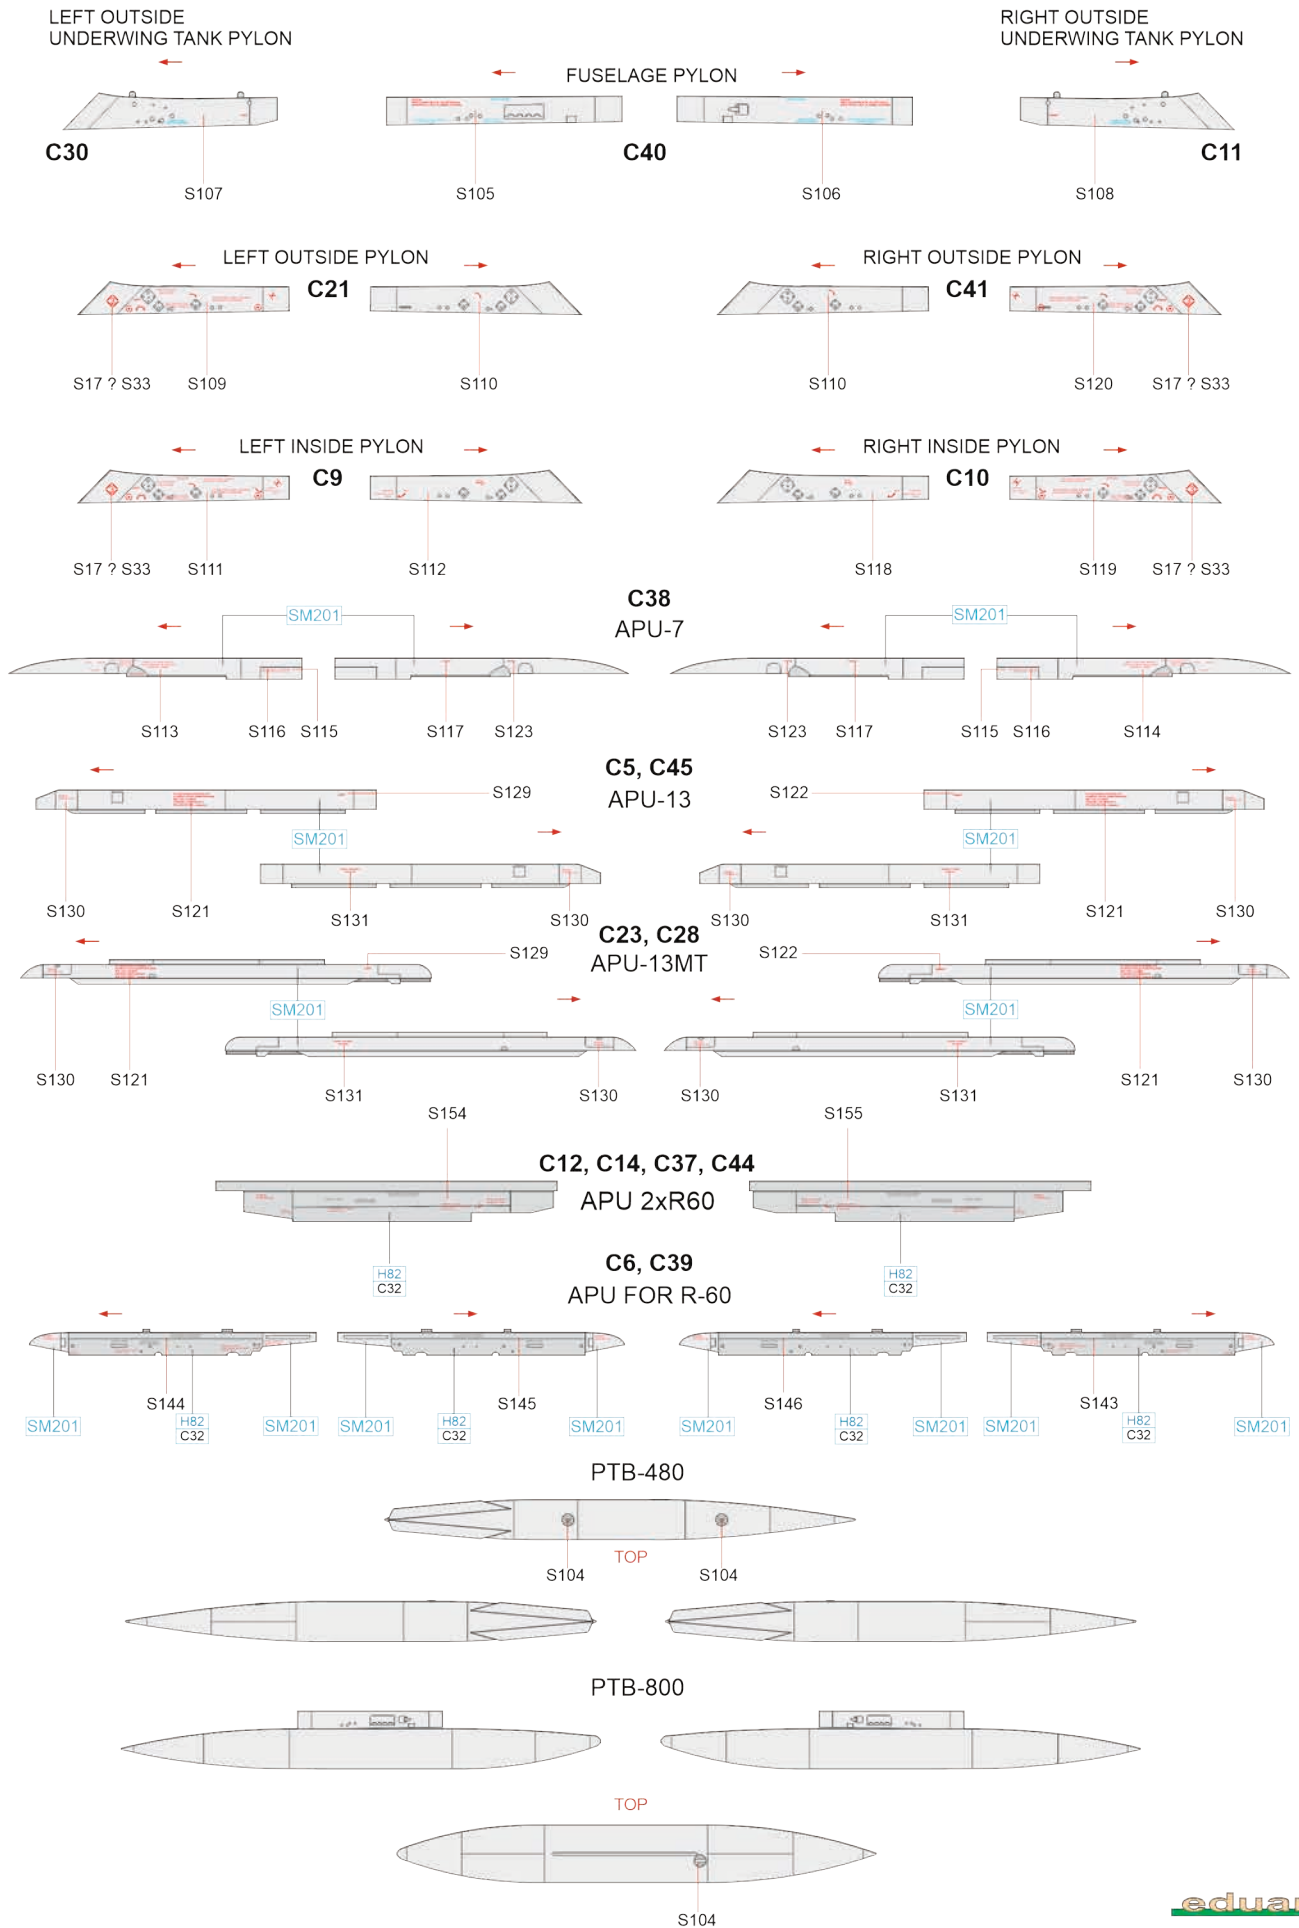 LEFT OUTSIDE
UNDERWING TANK PYLON
RIGHT OUTSIDE
UNDERWING TANK PYLON
FUSELAGE PYLON
C30
C40
C11
S107
S105
S106
S108
LEFT OUTSIDE PYLON
RIGHT OUTSIDE PYLON
C21
C41
S17 ? S33
S109
S110
S110
S120
S17 ? S33
LEFT INSIDE PYLON
RIGHT INSIDE PYLON
C9
C10
S17 ? S33
S111
S112
S118
S119
S17 ? S33
C38
APU-7
SM201
SM201
S113
S116
S115
S117
S123
S123
S117
S115
S116
S114
C5, C45
APU-13
S129
S122
SM201
SM201
S130
S121
S131
S130
S130
S131
S121
S130
C23, C28
APU-13MT
S129
S122
SM201
SM201
S130
S121
S131
S130
S130
S131
S121
S130
S154
S155
C12, C14, C37, C44
APU 2xR60
H82
C32
H82
C32
C6, C39
APU FOR R-60
S144
S145
S146
S143
SM201
H82
C32
SM201
SM201
H82
C32
SM201
SM201
H82
C32
SM201
SM201
H82
C32
SM201
PTB-480
TOP
S104
S104
PTB-800
TOP
S104
eduar